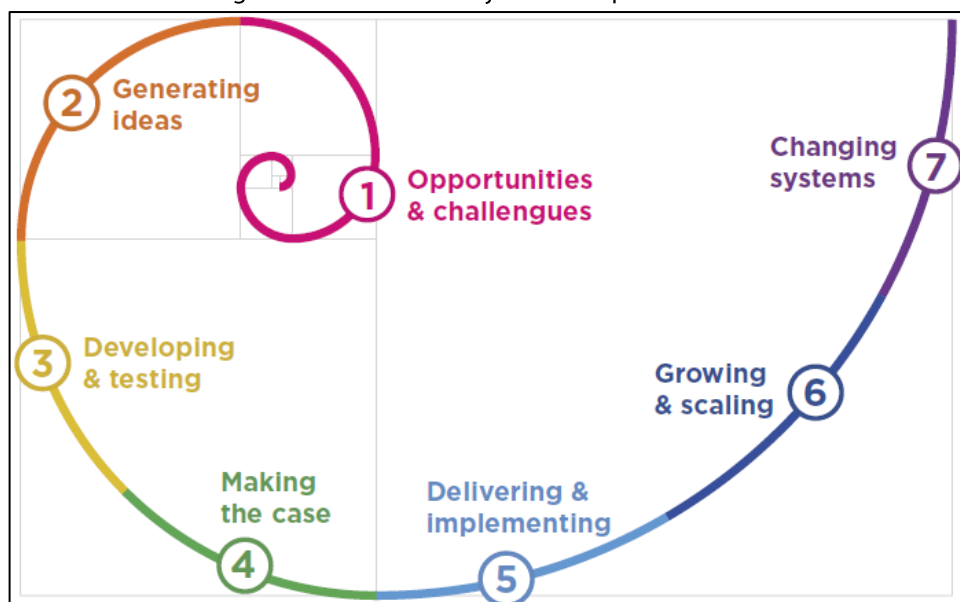 1
Opportunities
& challengues
2
Generating
ideas
3
Developing
& testing
4
Making
the case
5
Delivering &
implementing
6
Growing
& scaling
7
Changing
systems